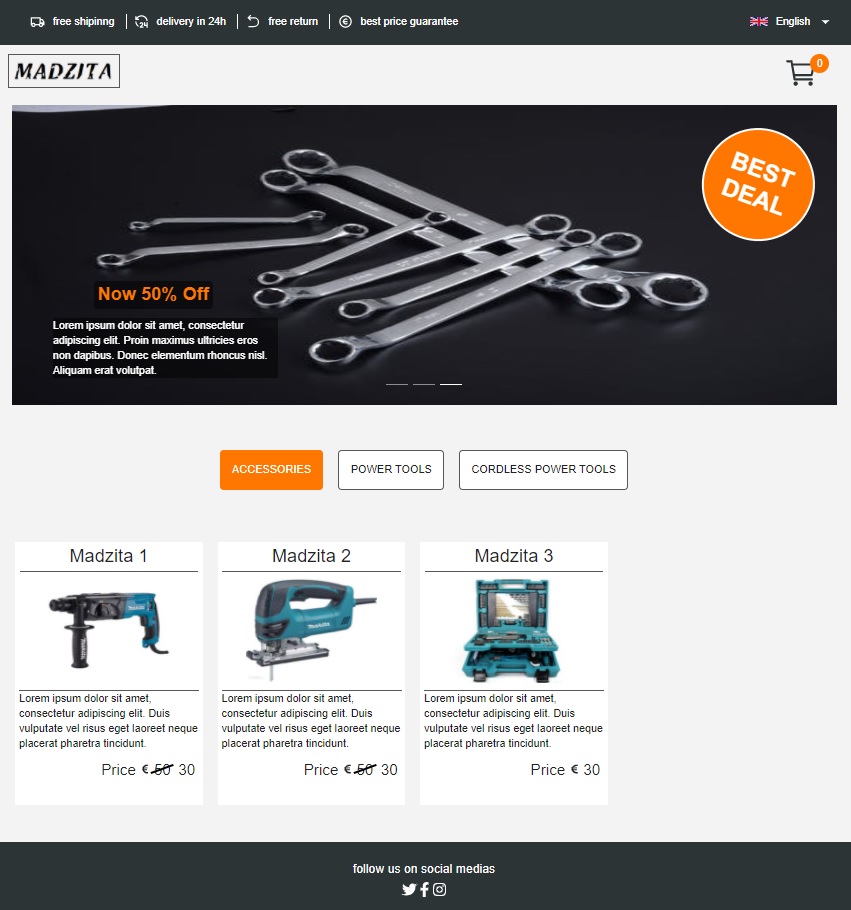 free shipinng
delivery in 24h
free return
best price guarantee
English
MADZITA
0
BEST
DEAL
Now 50% Off
Lorem ipsum dolor sit amet, consectetur
adipiscing elit. Proin maximus ultricies eros
non dapibus. Donec elementum rhoncus nisl.
Aliquam erat volutpat.
ACCESSORIES
POWER TOOLS
CORDLESS POWER TOOLS
Madzita 1
Lorem ipsum dolor sit amet,
consectetur adipiscing elit. Duis
vulputate vel risus eget laoreet neque
placerat pharetra tincidunt.
Price € 50 30
Madzita 2
Lorem ipsum dolor sit amet,
consectetur adipiscing elit. Duis
vulputate vel risus eget laoreet neque
placerat pharetra tincidunt.
Price € 50 30
Madzita 3
Lorem ipsum dolor sit amet,
consectetur adipiscing elit. Duis
vulputate vel risus eget laoreet neque
placerat pharetra tincidunt.
Price € 30
follow us on social medias